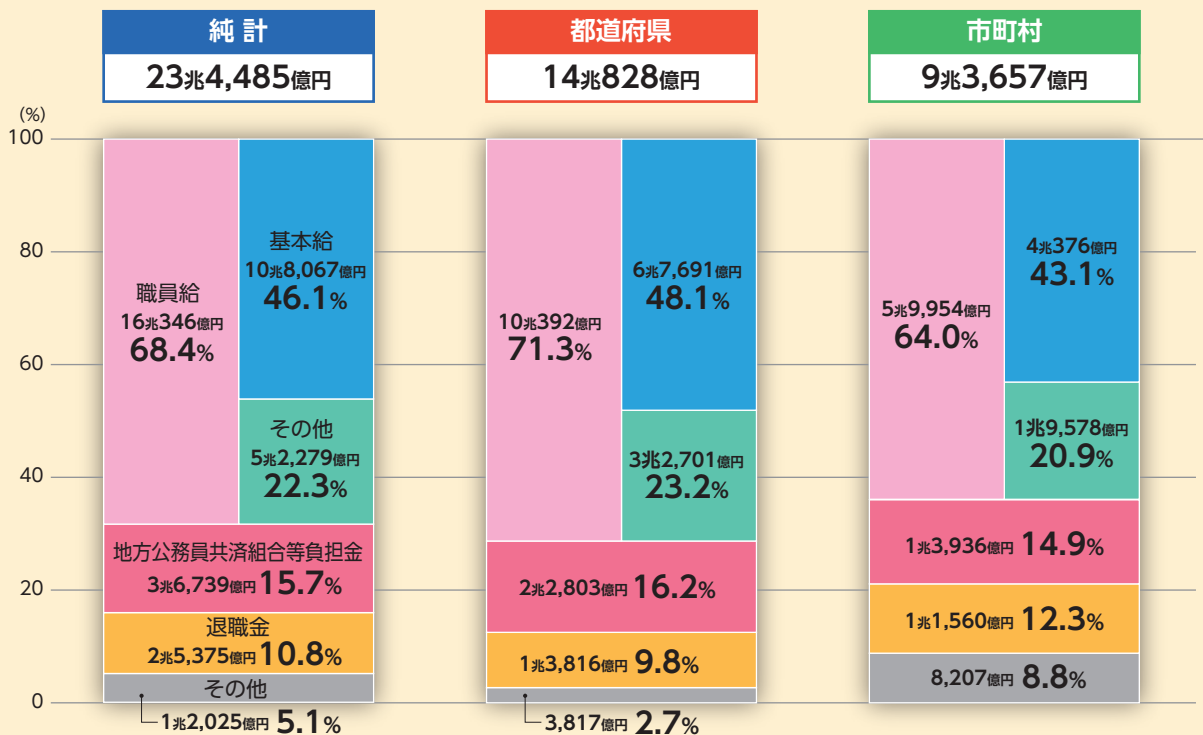 純計
23兆4,485億円
都道府県
14兆828億円
市町村
9兆3,657億円
(%)
100
80
60
40
20
0
職員給
16兆346億円
68.4%
基本給
10兆8,067億円
46.1%
その他
5兆2,279億円
22.3%
地方公務員共済組合等負担金
3兆6,739億円 15.7%
退職金
2兆5,375億円 10.8%
その他
1兆2,025億円 5.1%
10兆392億円
71.3%
6兆7,691億円
48.1%
3兆2,701億円
23.2%
2兆2,803億円 16.2%
1兆3,816億円 9.8%
3,817億円 2.7%
5兆9,954億円
64.0%
4兆376億円
43.1%
1兆9,578億円
20.9%
1兆3,936億円 14.9%
1兆1,560億円 12.3%
8,207億円 8.8%